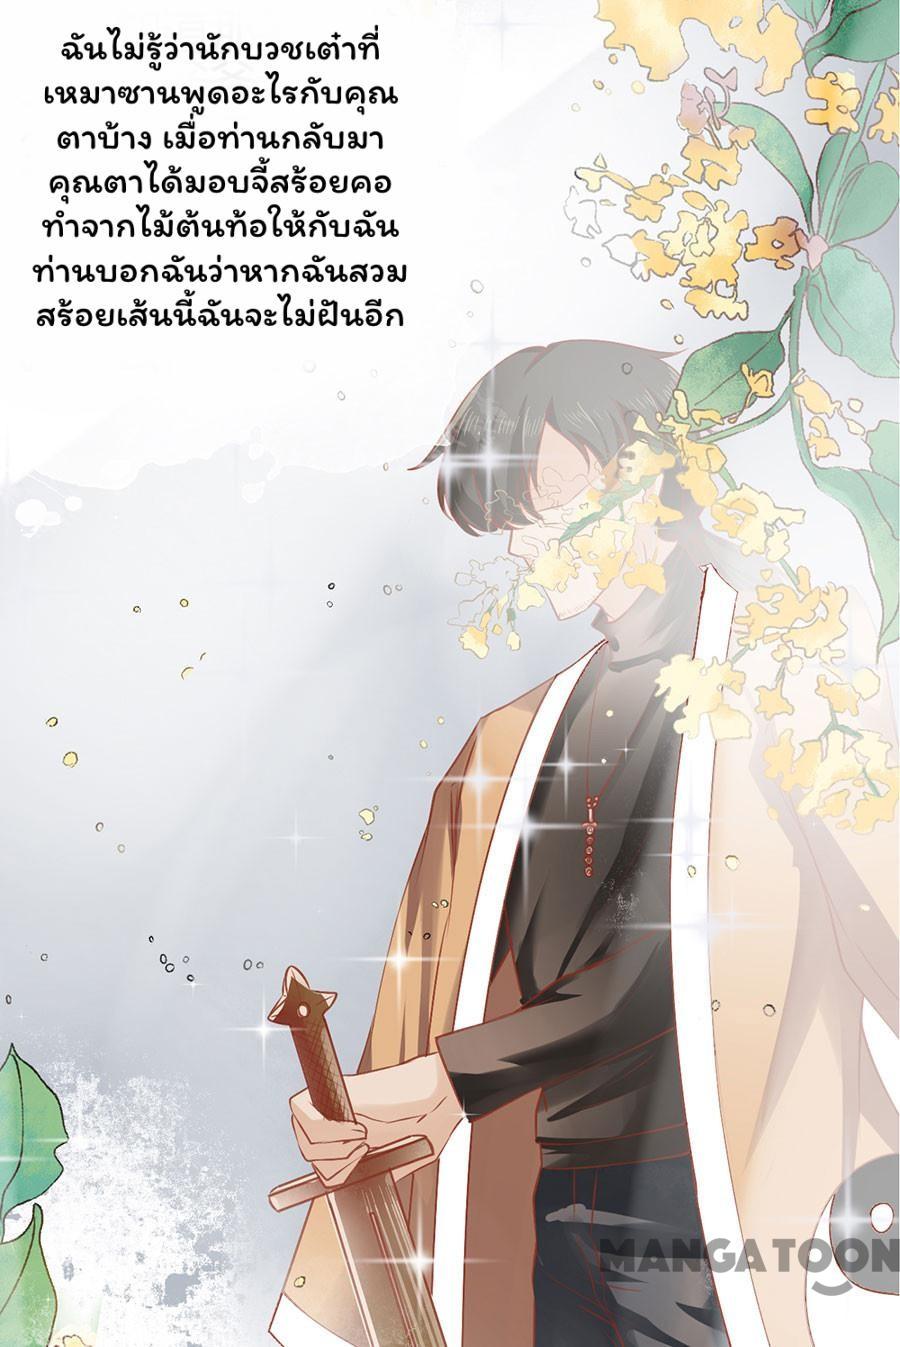 ฉันไม่รู้ว่านักบวชเต๋าที่
เหมาซานพูดอะไรกับคุณ
ตาบ้าง เมื่อท่านกลับมา
คุณตาได้มอบจี้สร้อยคอ
ทำจากไม้ต้นท้อให้กับฉัน
ท่านบอกฉันว่าหากฉันสวม
สร้อยเส้นนี้ฉันจะไม่ฝันอีก
MANGATOON